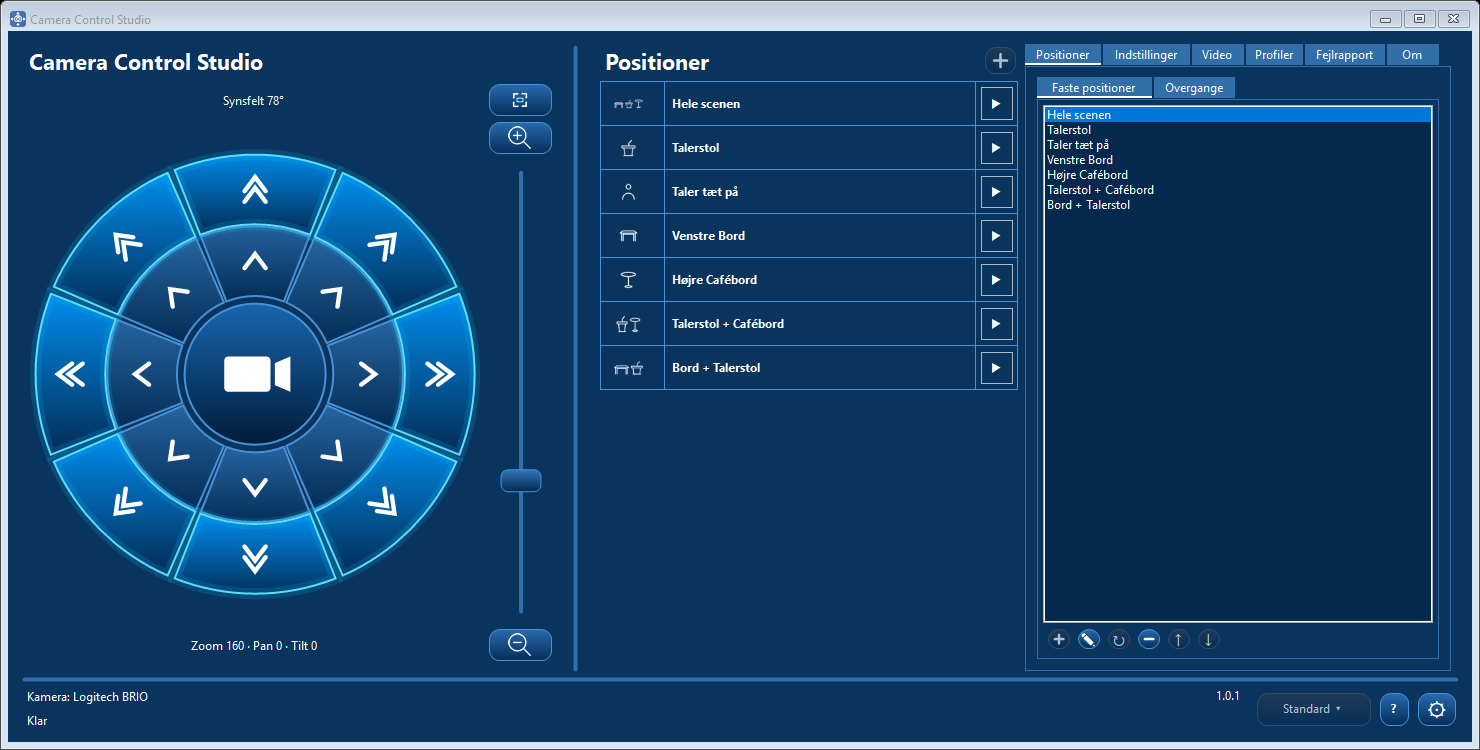 Camera Control Studio
Camera Control Studio
Synsfelt 78°
Zoom 160 · Pan 0 · Tilt 0
Positioner
Hele scenen
Talerstol
Taler tæt på
Venstre Bord
Højre Cafébord
Talerstol + Cafébord
Bord + Talerstol
Positioner Indstillinger Video Profiler Fejlrapport Om
Faste positioner Overgange
Hele scenen
Talerstol
Taler tæt på
Venstre Bord
Højre Cafébord
Talerstol + Cafébord
Bord + Talerstol
Kamera: Logitech BRIO
Klar
1.0.1
Standard
?